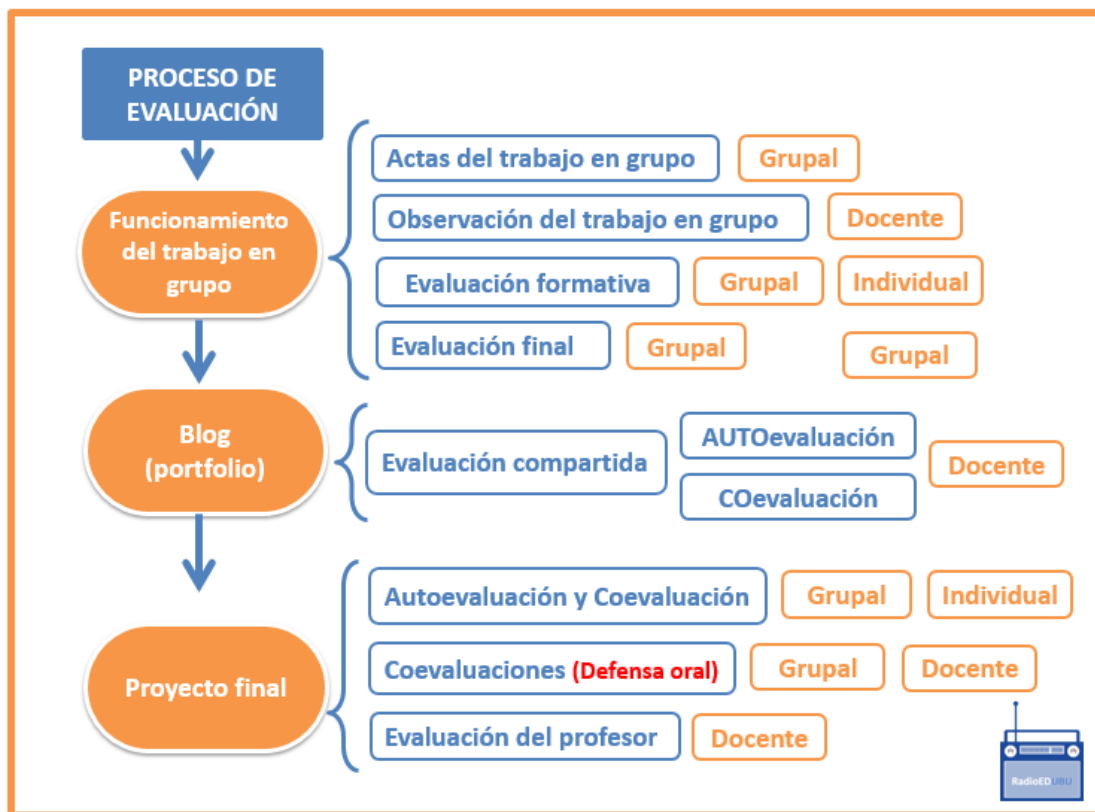 PROCESO DE
EVALUACIÓN
Funcionamiento
del trabajo en
grupo
Actas del trabajo en grupo
Grupal
Observación del trabajo en grupo
Docente
Evaluación formativa
Grupal
Individual
Evaluación final
Grupal
Grupal
Blog
(portfolio)
Evaluación compartida
AUTOevaluación
COevaluación
Docente
Proyecto final
Autoevaluación y Coevaluación
Grupal
Individual
Coevaluaciones (Defensa oral)
Grupal
Docente
Evaluación del profesor
Docente
RadioEDUBU